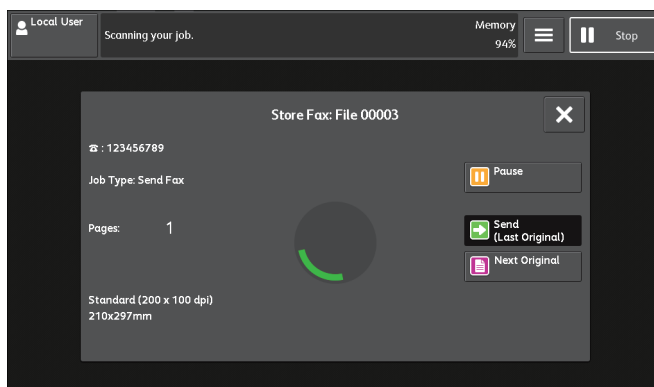 Local User
Scanning your job.
Memory
94%
Stop
Store Fax: File 00003
☎ : 123456789
Job Type: Send Fax
Pause
Pages: 1
Send
(Last Original)
Next Original
Standard (200 x 100 dpi)
210x297mm